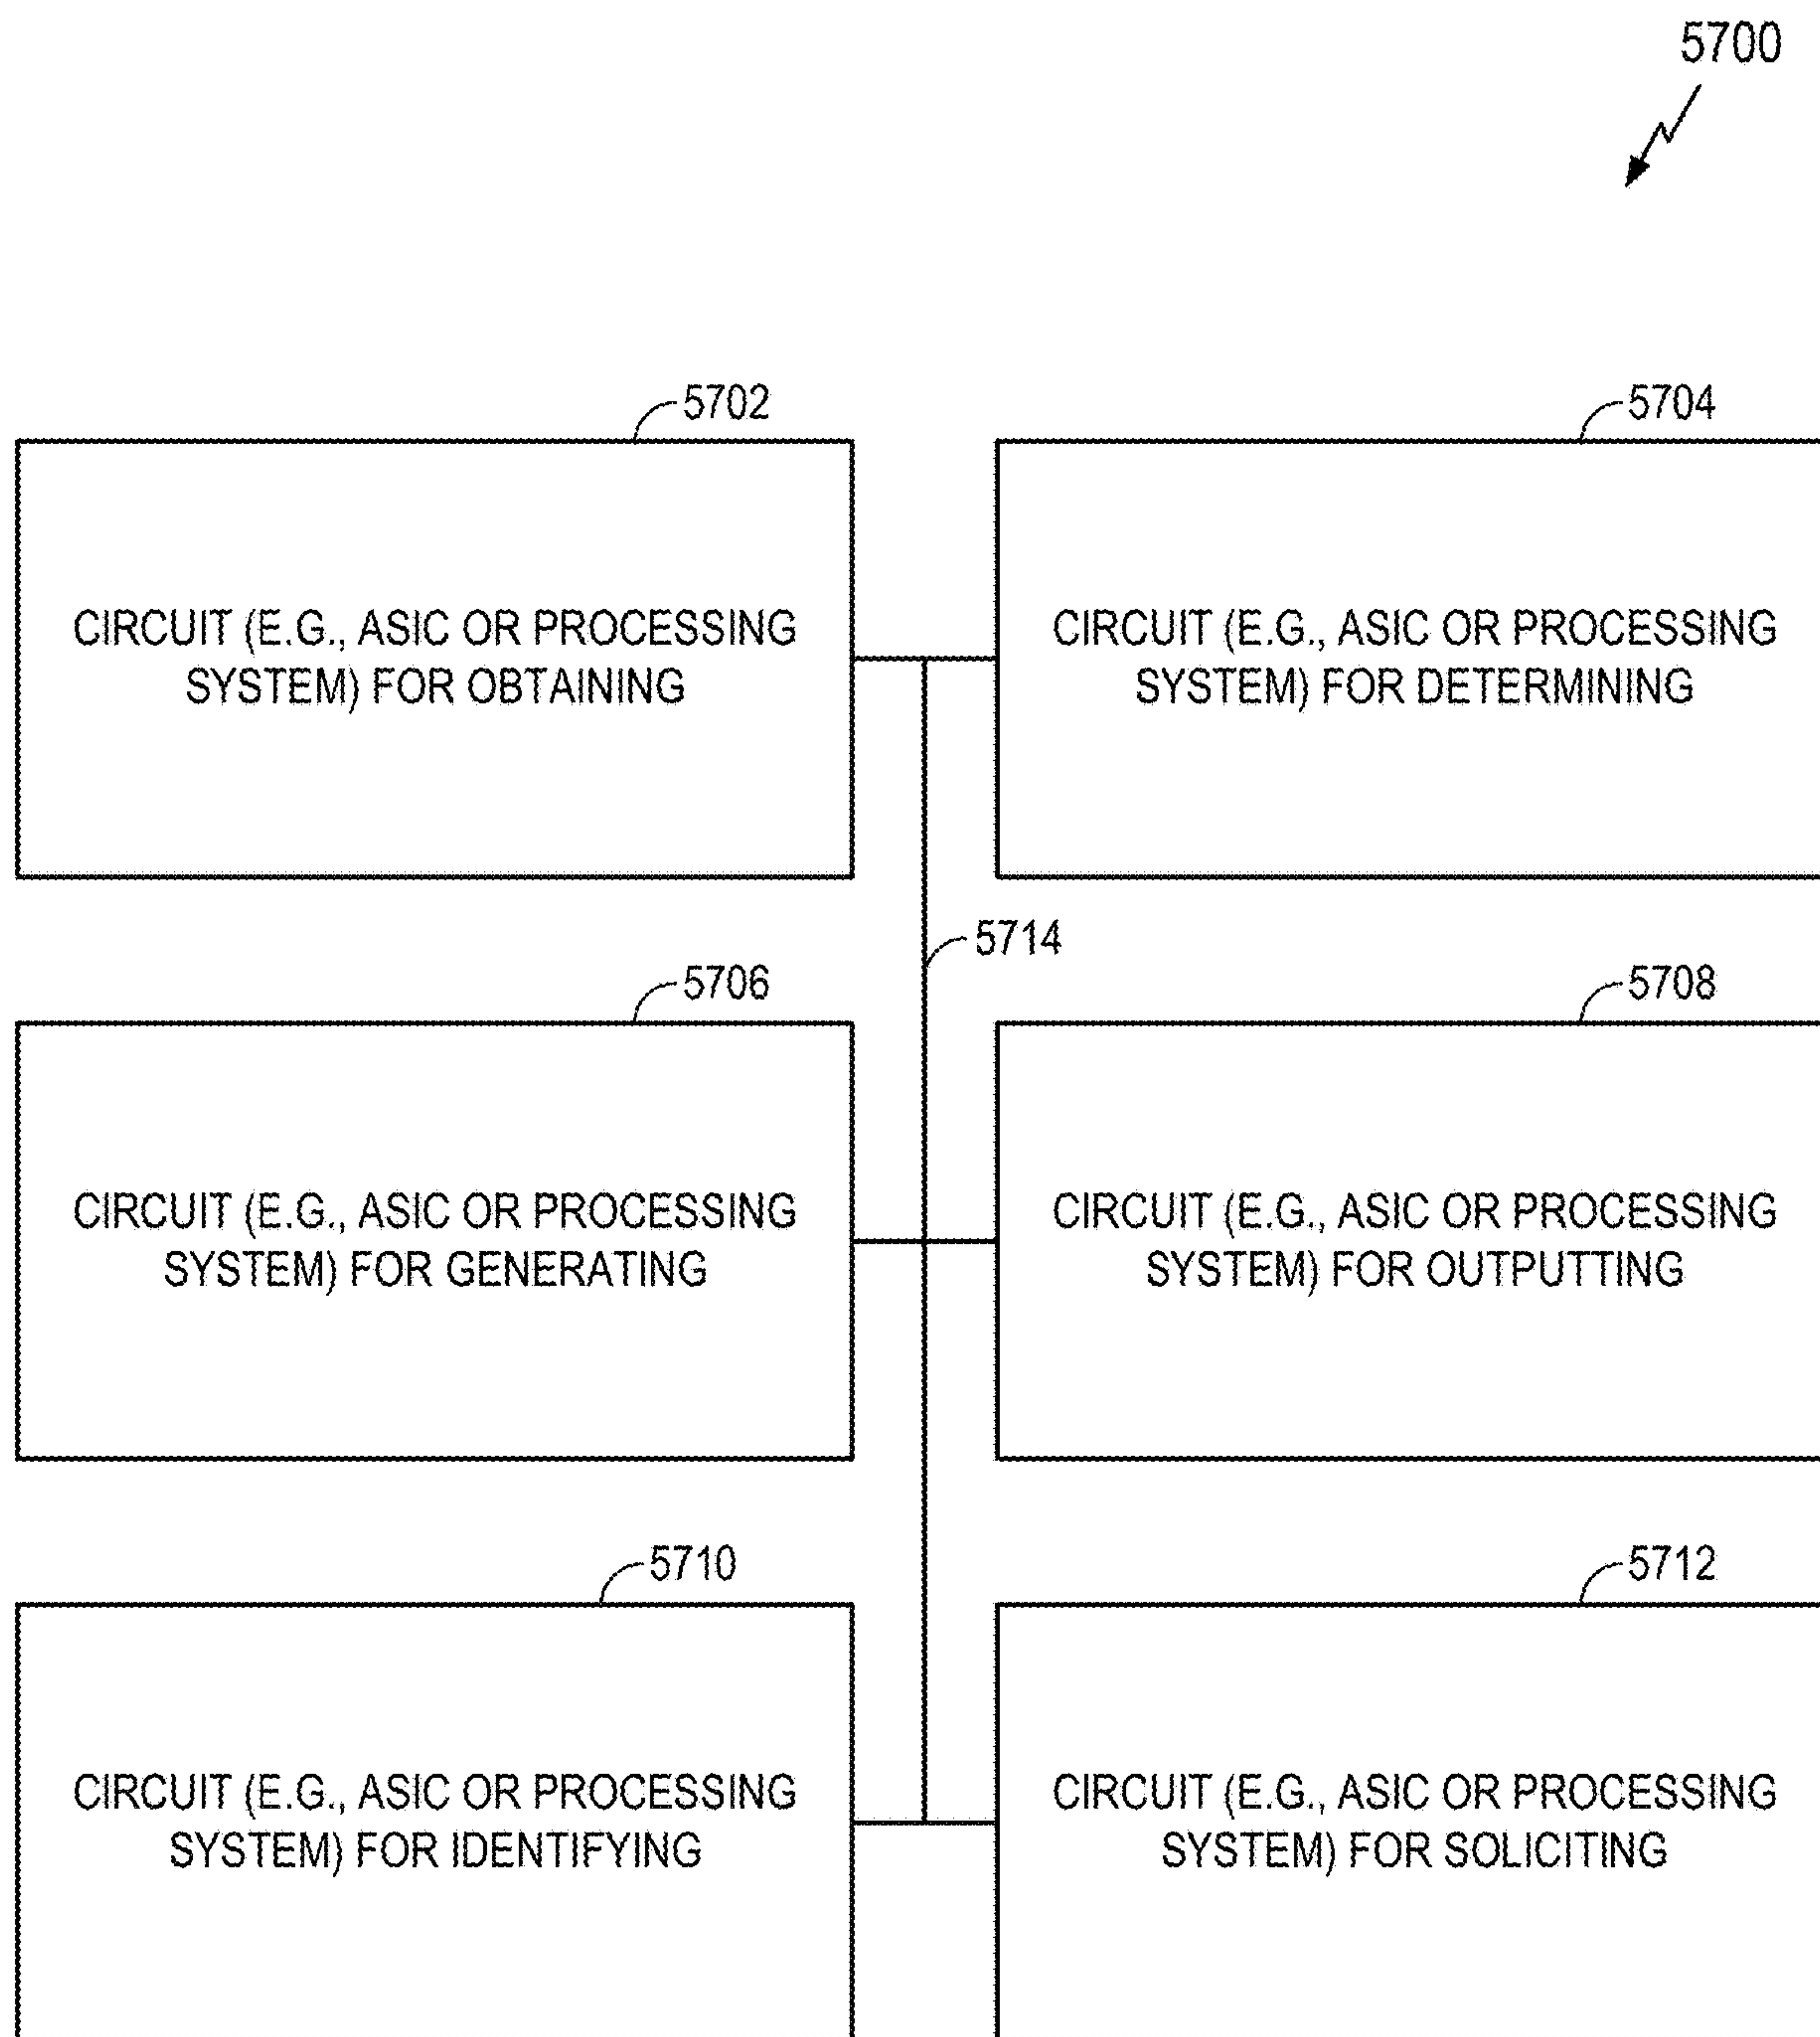 5700
5702
5704
CIRCUIT (E.G., ASIC OR PROCESSING
SYSTEM) FOR OBTAINING
CIRCUIT (E.G., ASIC OR PROCESSING
SYSTEM) FOR DETERMINING
5714
5706
5708
CIRCUIT (E.G., ASIC OR PROCESSING
SYSTEM) FOR GENERATING
CIRCUIT (E.G., ASIC OR PROCESSING
SYSTEM) FOR OUTPUTTING
5710
5712
CIRCUIT (E.G., ASIC OR PROCESSING
SYSTEM) FOR IDENTIFYING
CIRCUIT (E.G., ASIC OR PROCESSING
SYSTEM) FOR SOLICITING